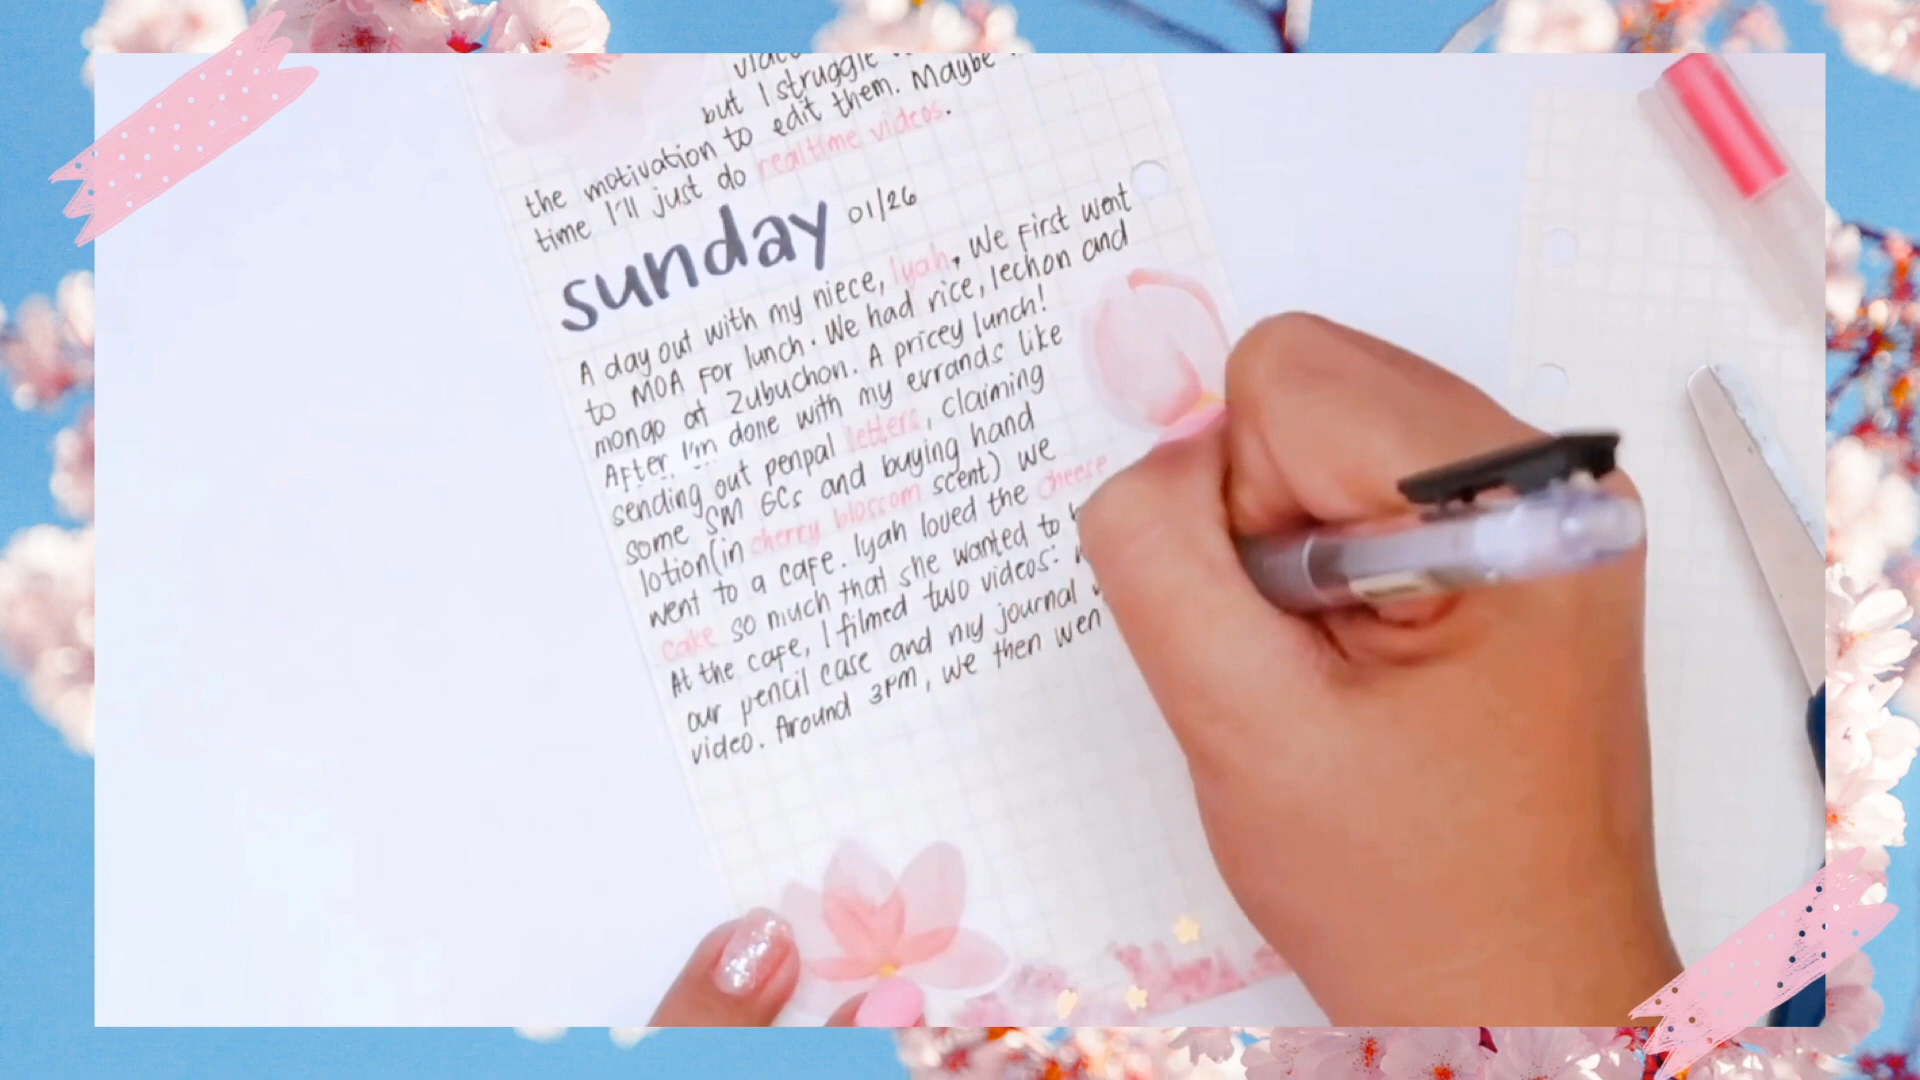 but I struggle
the motivation to edit them. Maybe
time I'll just do realtime videos.
sunday 01/26
A day out with my niece, Iyah. We first went
to MOA for lunch. We had rice, lechon and
mongo at Zubuchon. A pricey lunch!
After I'm done with my errands like
sending out penpal letters, claiming
some SM GCs and buying hand
lotion(in cherry blossom scent) we
went to a cafe. Iyah loved the cheese
cake so much that she wanted to
At the cafe, I filmed two videos:
our pencil case and my journal
video. Around 3PM, we then wen